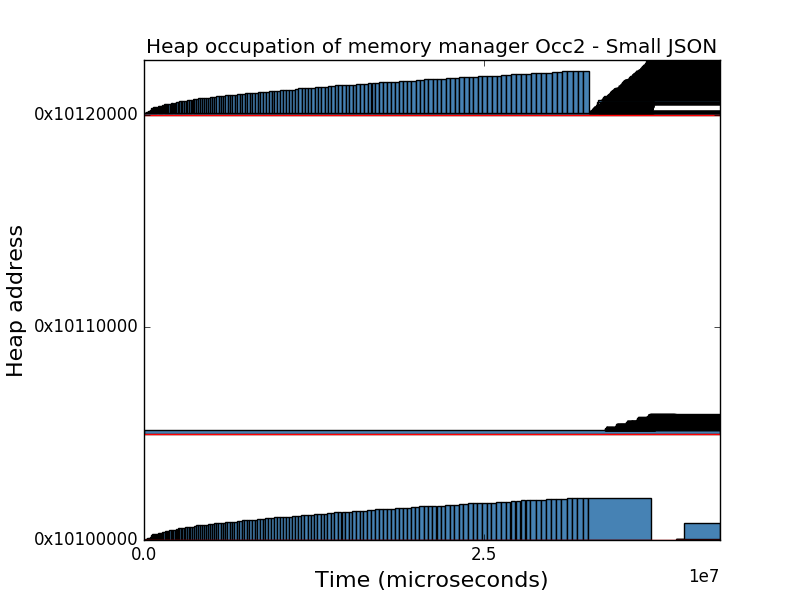 Heap occupation of memory manager Occ2 - Small JSON
0x10120000
0x10110000
0x10100000
Heap address
0.0
2.5
1e7
Time (microseconds)